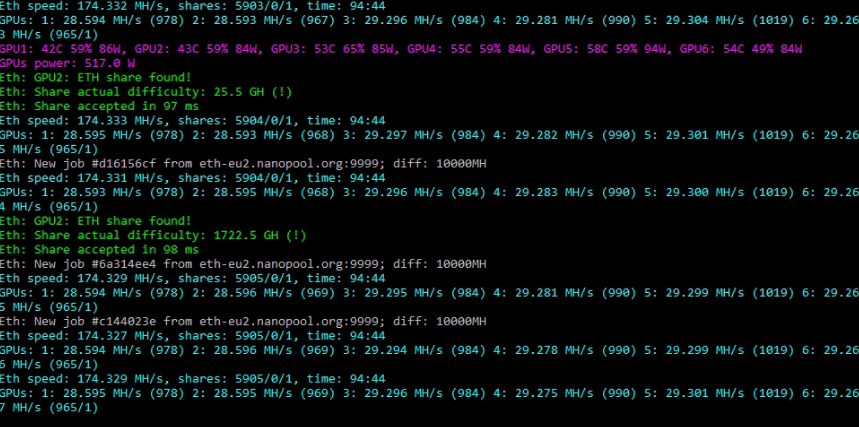 Eth speed: 174.332 MH/s, shares: 5903/0/1, time: 94:44
GPUs: 1: 28.594 MH/s (978) 2: 28.593 MH/s (967) 3: 29.296 MH/s (984) 4: 29.281 MH/s (990) 5: 29.304 MH/s (1019) 6: 29.26
3 MH/s (965/1)
GPU1: 42C 59% 86W, GPU2: 43C 59% 84W, GPU3: 53C 65% 85W, GPU4: 55C 59% 84W, GPU5: 58C 59% 94W, GPU6: 54C 49% 84W
GPUs power: 517.0 W
Eth: GPU2: ETH share found!
Eth: Share actual difficulty: 25.5 GH (!)
Eth: Share accepted in 97 ms
Eth speed: 174.333 MH/s, shares: 5904/0/1, time: 94:44
GPUs: 1: 28.595 MH/s (978) 2: 28.593 MH/s (968) 3: 29.297 MH/s (984) 4: 29.282 MH/s (990) 5: 29.301 MH/s (1019) 6: 29.26
5 MH/s (965/1)
Eth: New job #d16156cf from eth-eu2.nanopool.org:9999; diff: 10000MH
Eth speed: 174.331 MH/s, shares: 5904/0/1, time: 94:44
GPUs: 1: 28.593 MH/s (978) 2: 28.595 MH/s (968) 3: 29.296 MH/s (984) 4: 29.283 MH/s (990) 5: 29.300 MH/s (1019) 6: 29.26
4 MH/s (965/1)
Eth: GPU2: ETH share found!
Eth: Share actual difficulty: 1722.5 GH (!)
Eth: Share accepted in 98 ms
Eth: New job #6a314ee4 from eth-eu2.nanopool.org:9999; diff: 10000MH
Eth speed: 174.329 MH/s, shares: 5905/0/1, time: 94:44
GPUs: 1: 28.594 MH/s (978) 2: 28.596 MH/s (969) 3: 29.295 MH/s (984) 4: 29.281 MH/s (990) 5: 29.299 MH/s (1019) 6: 29.26
5 MH/s (965/1)
Eth: New job #c144023e from eth-eu2.nanopool.org:9999; diff: 10000MH
Eth speed: 174.327 MH/s, shares: 5905/0/1, time: 94:44
GPUs: 1: 28.594 MH/s (978) 2: 28.596 MH/s (969) 3: 29.294 MH/s (984) 4: 29.278 MH/s (990) 5: 29.299 MH/s (1019) 6: 29.26
6 MH/s (965/1)
Eth speed: 174.329 MH/s, shares: 5905/0/1, time: 94:44
GPUs: 1: 28.595 MH/s (978) 2: 28.595 MH/s (969) 3: 29.296 MH/s (984) 4: 29.275 MH/s (990) 5: 29.301 MH/s (1019) 6: 29.26
7 MH/s (965/1)